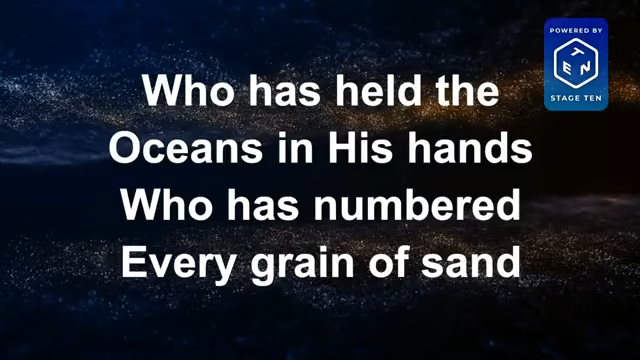 POWERED BY
TEN
STAGE TEN
Who has held the
Oceans in His hands
Who has numbered
Every grain of sand